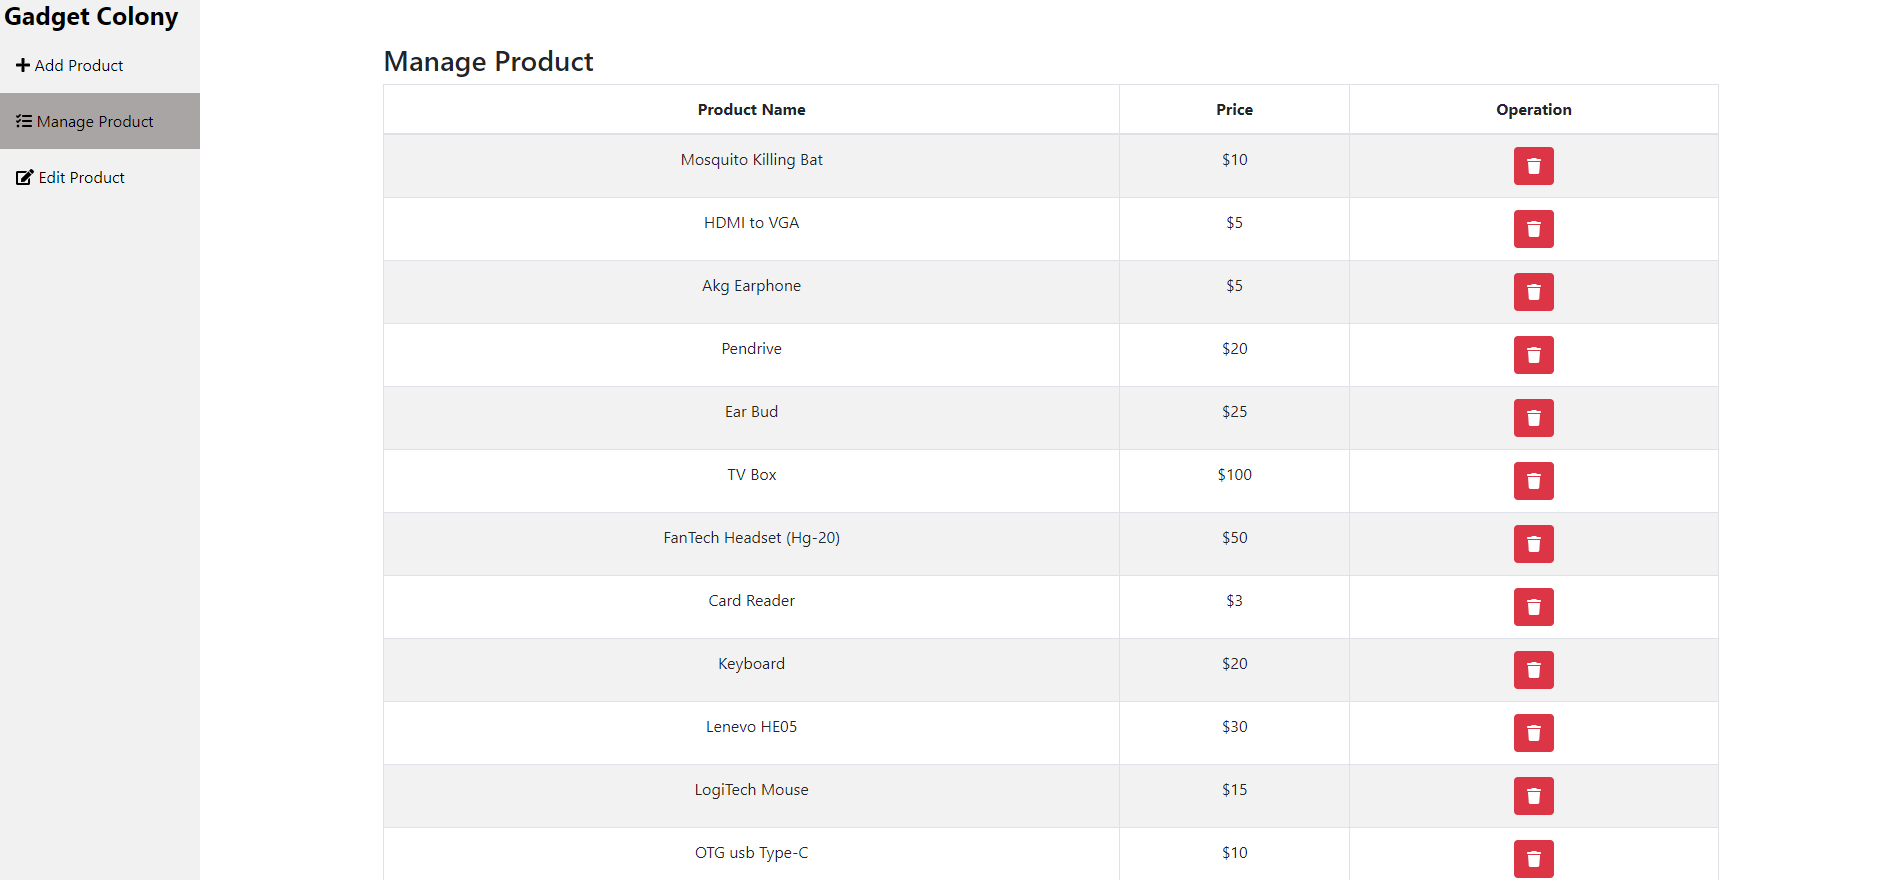 Gadget Colony
Add Product
Manage Product
Edit Product
Manage Product
Product Name Price Operation
Mosquito Killing Bat $10
HDMI to VGA $5
Akg Earphone $5
Pendrive $20
Ear Bud $25
TV Box $100
FanTech Headset (Hg-20) $50
Card Reader $3
Keyboard $20
Lenevo HE05 $30
LogiTech Mouse $15
OTG usb Type-C $10